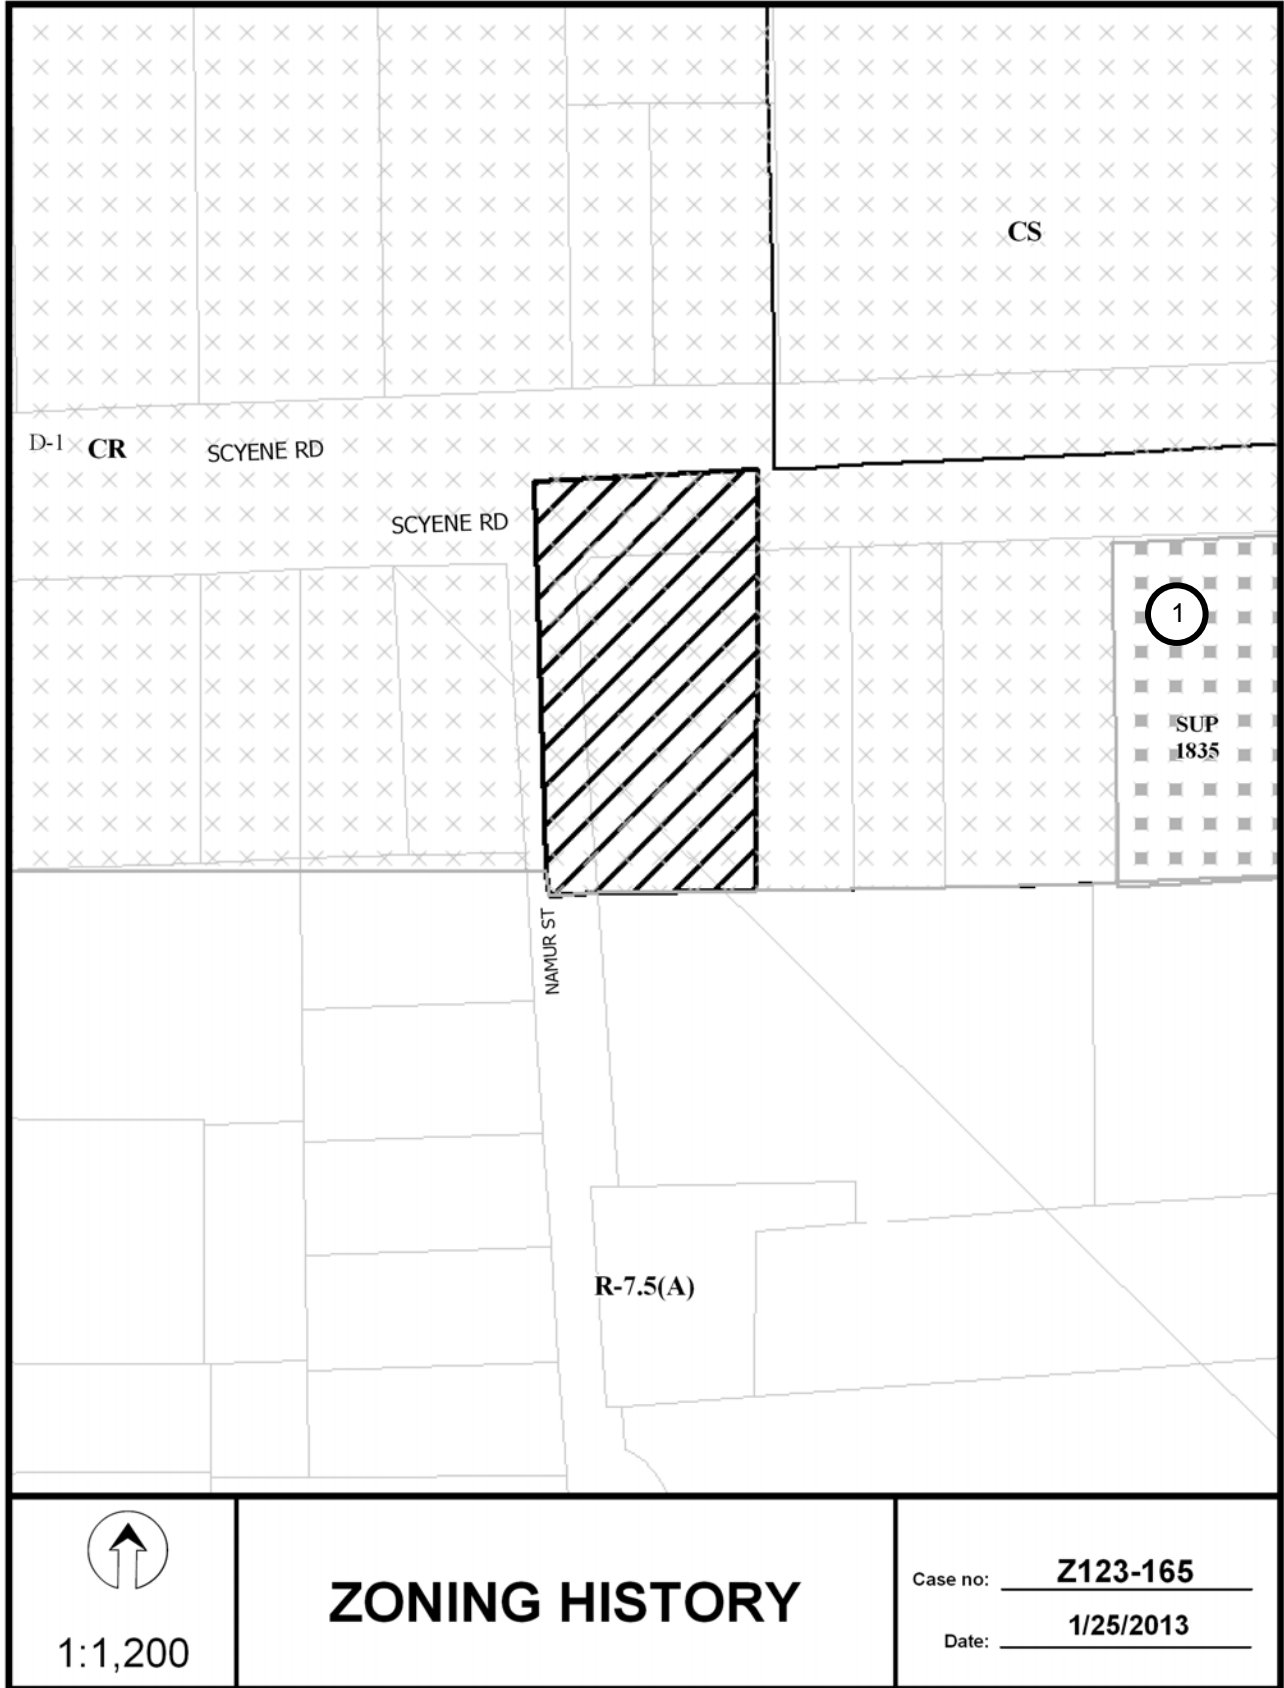 CS
D-1 CR SCYENE RD
SCYENE RD
1
SUP
1835
NAMUR ST
R-7.5(A)
1:1,200
ZONING HISTORY
Case no: Z123-165
Date: 1/25/2013